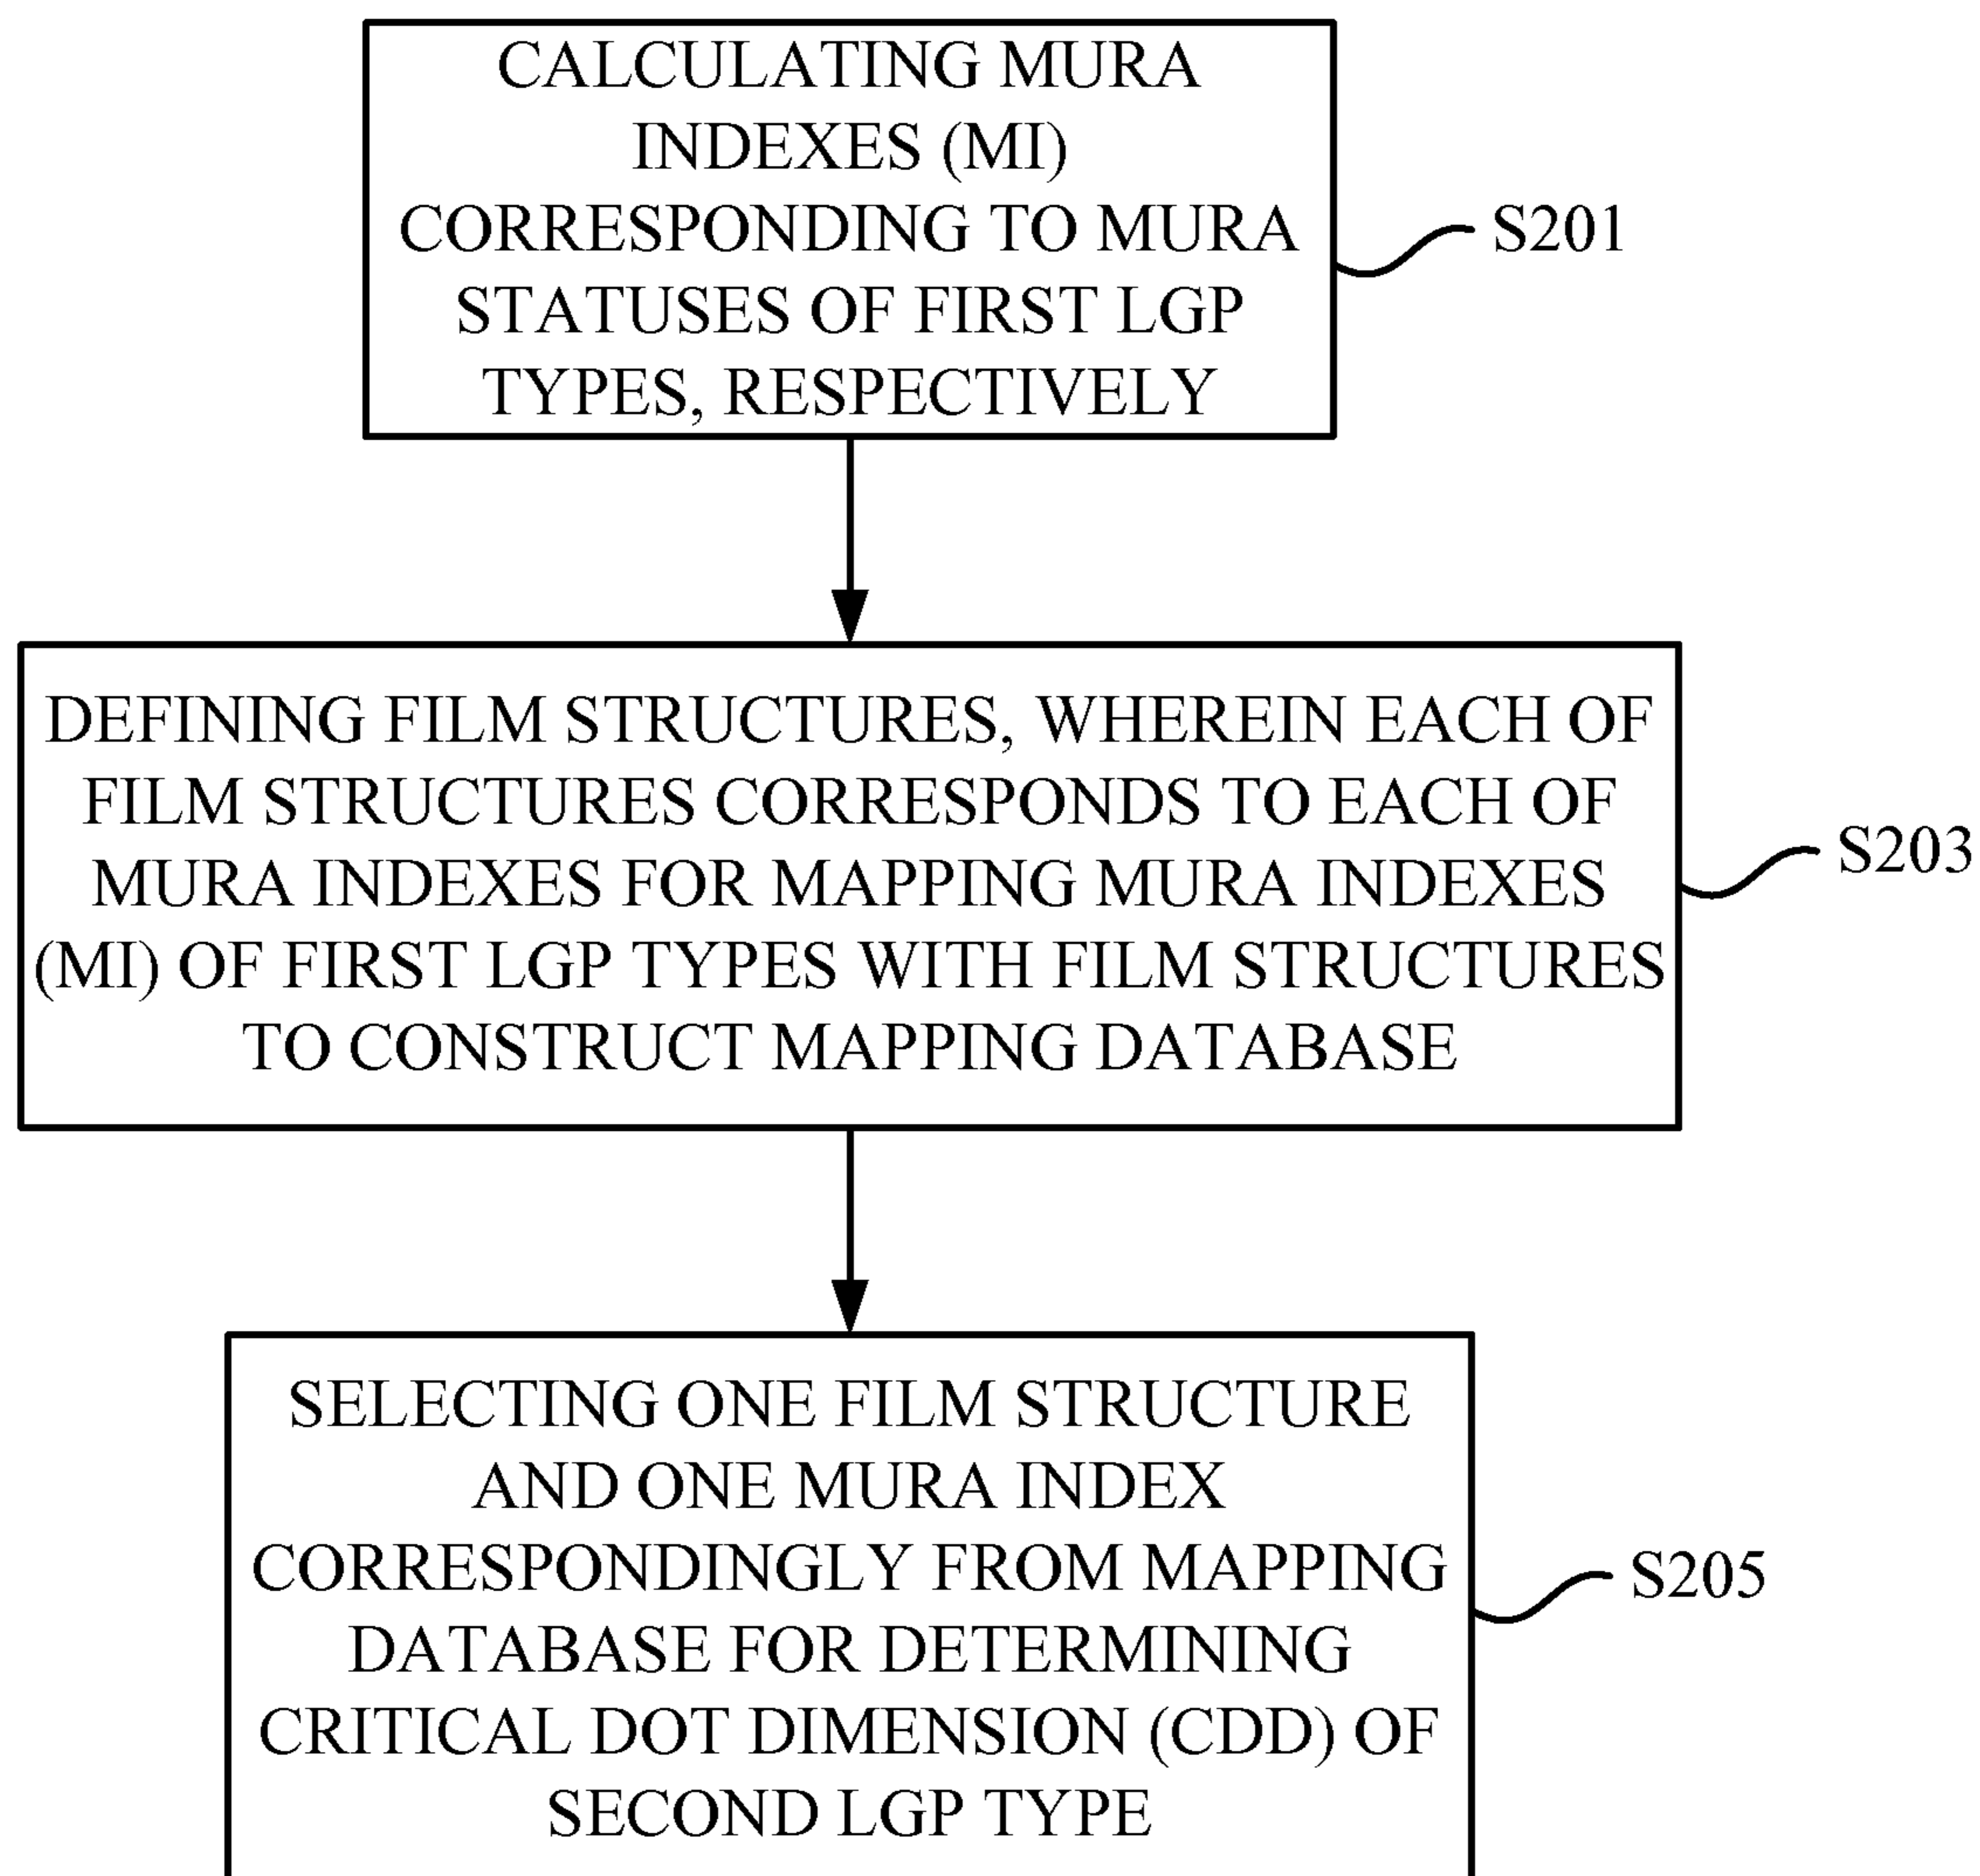 CALCULATING MURA
INDEXES (MI)
CORRESPONDING TO MURA
STATUSES OF FIRST LGP
TYPES, RESPECTIVELY
S201
DEFINING FILM STRUCTURES, WHEREIN EACH OF
FILM STRUCTURES CORRESPONDS TO EACH OF
MURA INDEXES FOR MAPPING MURA INDEXES
(MI) OF FIRST LGP TYPES WITH FILM STRUCTURES
TO CONSTRUCT MAPPING DATABASE
S203
SELECTING ONE FILM STRUCTURE
AND ONE MURA INDEX
CORRESPONDINGLY FROM MAPPING
DATABASE FOR DETERMINING
CRITICAL DOT DIMENSION (CDD) OF
SECOND LGP TYPE
S205